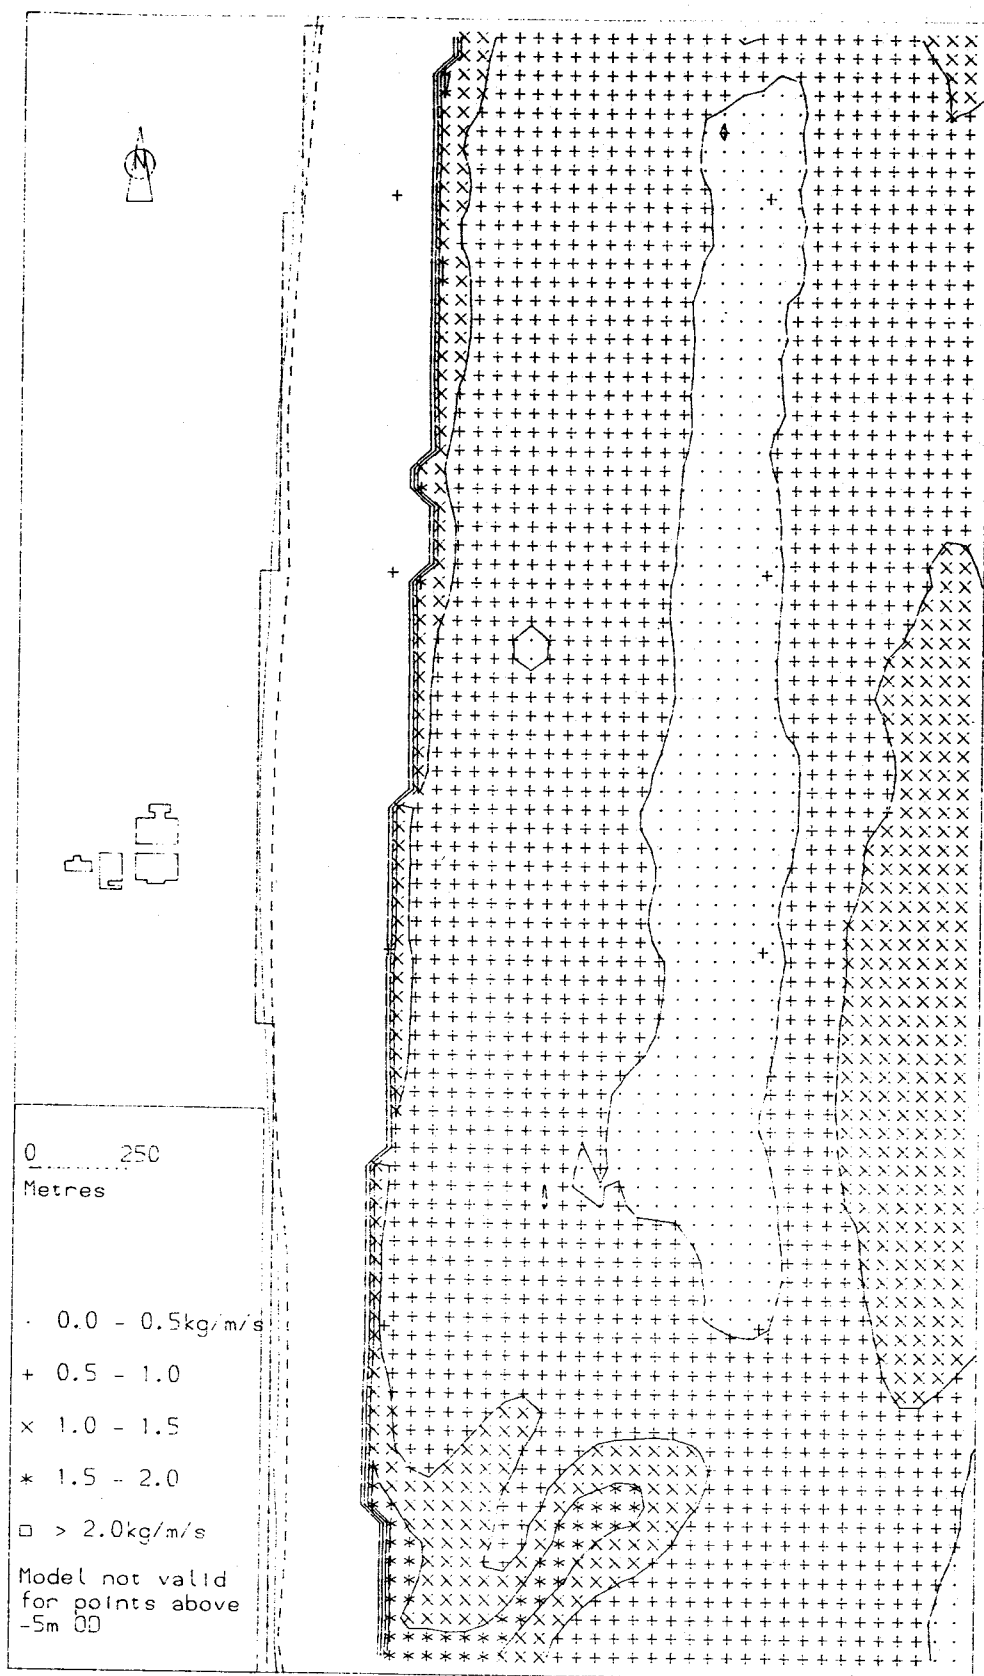 N
0 250
Metres
· 0.0 - 0.5kg/m/s
+ 0.5 - 1.0
× 1.0 - 1.5
* 1.5 - 2.0
□ > 2.0kg/m/s
Model not valid
for points above
-5m OD